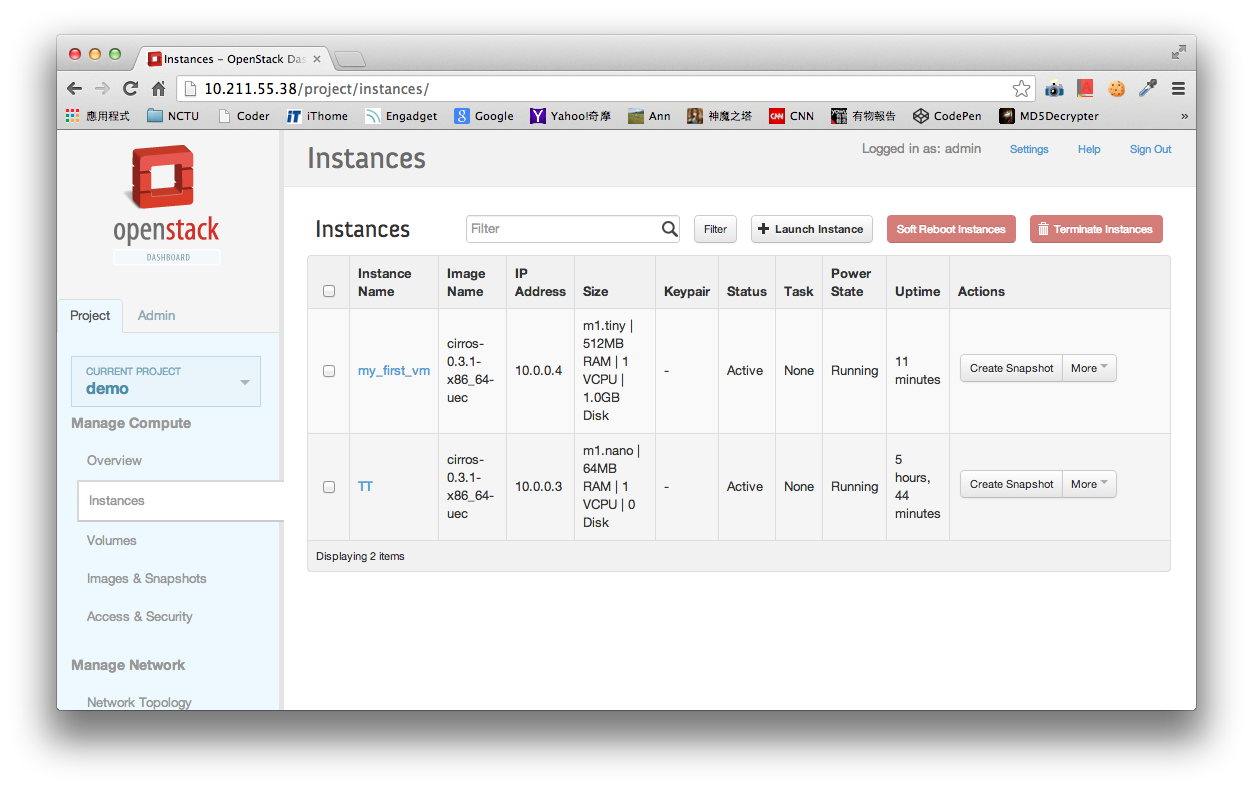 Instances - OpenStack Das
10.211.55.38/project/instances/
應用程式 NCTU Coder iThome Engadget Google Yahoo!奇摩 Ann 神魔之塔 CNN 有物報告 CodePen MD5Decrypter »
openstack
DASHBOARD
Project Admin
CURRENT PROJECT
demo
Manage Compute
Overview
Instances
Volumes
Images & Snapshots
Access & Security
Manage Network
Network Topology
Instances
Logged in as: admin Settings Help Sign Out
Instances Filter Filter Launch Instance Soft Reboot Instances Terminate Instances
Instance Name Image Name IP Address Size Keypair Status Task Power State Uptime Actions
my_first_vm cirros-0.3.1-x86_64-uec 10.0.0.4 m1.tiny | 512MB RAM | 1 VCPU | 1.0GB Disk - Active None Running 11 minutes Create Snapshot More
TT cirros-0.3.1-x86_64-uec 10.0.0.3 m1.nano | 64MB RAM | 1 VCPU | 0 Disk - Active None Running 5 hours, 44 minutes Create Snapshot More
Displaying 2 items